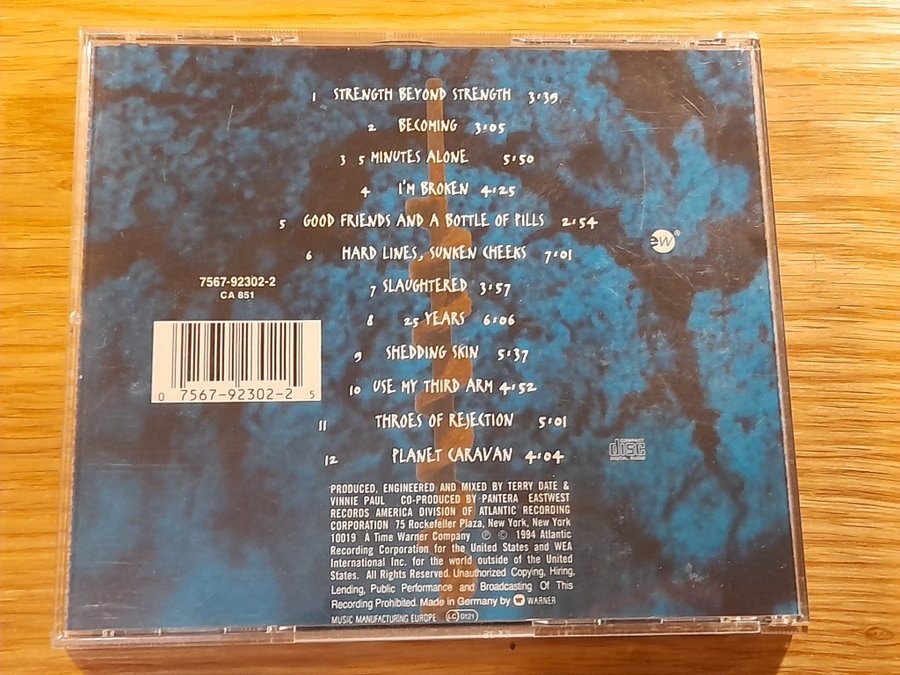 1 STRENGTH BEYOND STRENGTH 3:39
2 BECOMING 3:05
3 5 MINUTES ALONE 5:50
4 I'M BROKEN 4:25
5 GOOD FRIENDS AND A BOTTLE OF PILLS 2:54
6 HARD LINES, SUNKEN CHEEKS 7:01
ew®
7567-92302-2
CA 851
7 SLAUGHTERED 3:57
8 25 YEARS 6:06
9 SHEDDING SKIN 5:37
0 7567-92302-2 5
10 USE MY THIRD ARM 4:52
11 THROES OF REJECTION 5:01
12 PLANET CARAVAN 4:04
COMPACT
disc
DIGITAL AUDIO
PRODUCED, ENGINEERED AND MIXED BY TERRY DATE &
VINNIE PAUL CO-PRODUCED BY PANTERA EASTWEST
RECORDS AMERICA DIVISION OF ATLANTIC RECORDING
CORPORATION 75 Rockefeller Plaza, New York, New York
10019 A Time Warner Company ℗ © 1994 Atlantic
Recording Corporation for the United States and WEA
International Inc. for the world outside of the United
States. All Rights Reserved. Unauthorized Copying, Hiring,
Lending, Public Performance and Broadcasting Of This
Recording Prohibited. Made in Germany by WARNER
MUSIC MANUFACTURING EUROPE LC 0121